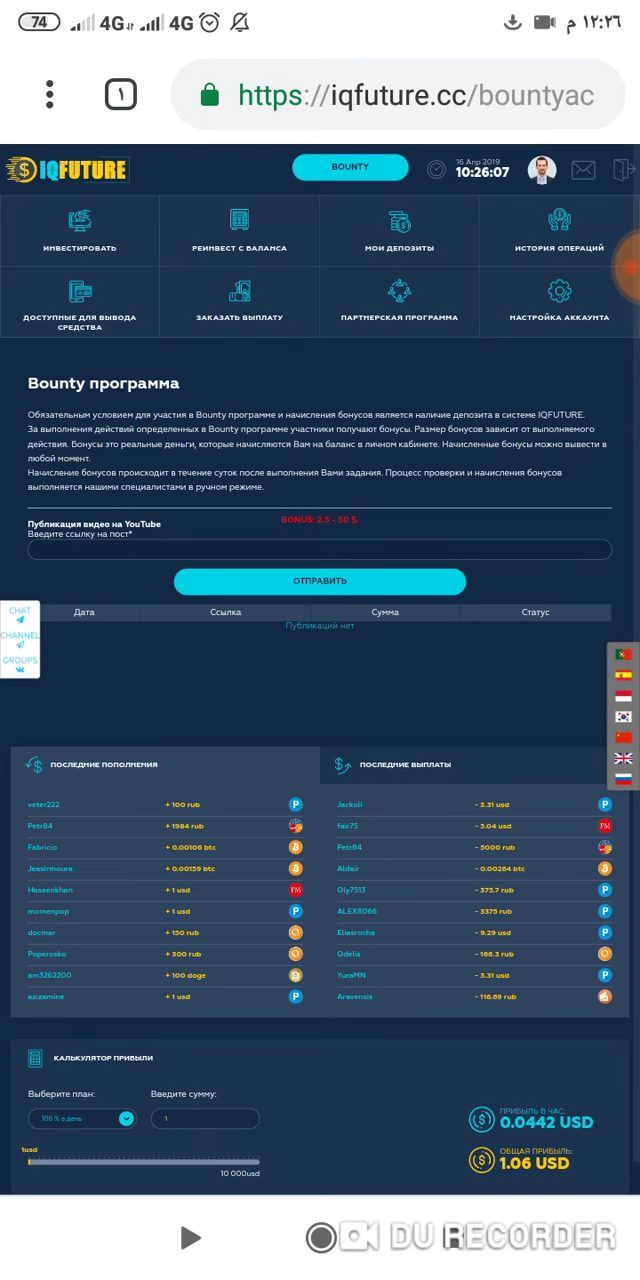 74 4G 4G ١٢:٢٦ م
١ https://iqfuture.cc/bountyac
IQFUTURE
BOUNTY
16 Апр 2019
10:26:07
ИНВЕСТИРОВАТЬ
РЕИНВЕСТ С БАЛАНСА
МОИ ДЕПОЗИТЫ
ИСТОРИЯ ОПЕРАЦИЙ
ДОСТУПНЫЕ ДЛЯ ВЫВОДА
СРЕДСТВА
ЗАКАЗАТЬ ВЫПЛАТУ
ПАРТНЕРСКАЯ ПРОГРАММА
НАСТРОЙКА АККАУНТА
Bounty программа
Обязательным условием для участия в Bounty программе и начисления бонусов является наличие депозита в системе IQFUTURE.
За выполнения действий определенных в Bounty программе участники получают бонусы. Размер бонусов зависит от выполняемого
действия. Бонусы это реальные деньги, которые начисляются Вам на баланс в личном кабинете. Начисленные бонусы можно вывести в
любой момент.
Начисление бонусов происходит в течение суток после выполнения Вами задания. Процесс проверки и начисления бонусов
выполняется нашими специалистами в ручном режиме.
Публикация видео на YouTube
BONUS: 2.5 - 50 $.
Введите ссылку на пост*
ОТПРАВИТЬ
Дата Ссылка Сумма Статус
Публикаций нет
CHAT
CHANNEL
GROUPS
ПОСЛЕДНИЕ ПОПОЛНЕНИЯ
veter222 + 100 rub
Petr84 + 1984 rub
Fabricio + 0.00106 btc
Jeasirmoura + 0.00159 btc
Haseenkhan + 1 usd
momenpop + 1 usd
docmar + 150 rub
Poperosko + 300 rub
am3262200 + 100 doge
azizamine + 1 usd
ПОСЛЕДНИЕ ВЫПЛАТЫ
Jackoli - 3.31 usd
fair75 - 5.04 usd
Petr84 - 5000 rub
Aldair - 0.00264 btc
Oly7513 - 375.7 rub
ALEX8066 - 3375 rub
Eliasrocha - 9.29 usd
Odelis - 166.3 rub
YuraMN - 3.31 usd
Aravensis - 116.69 rub
КАЛЬКУЛЯТОР ПРИБЫЛИ
Выберите план:
Введите сумму:
106 % в день
1
1usd
10 000usd
ПРИБЫЛЬ В ЧАС:
0.0442 USD
ОБЩАЯ ПРИБЫЛЬ:
1.06 USD
DU RECORDER